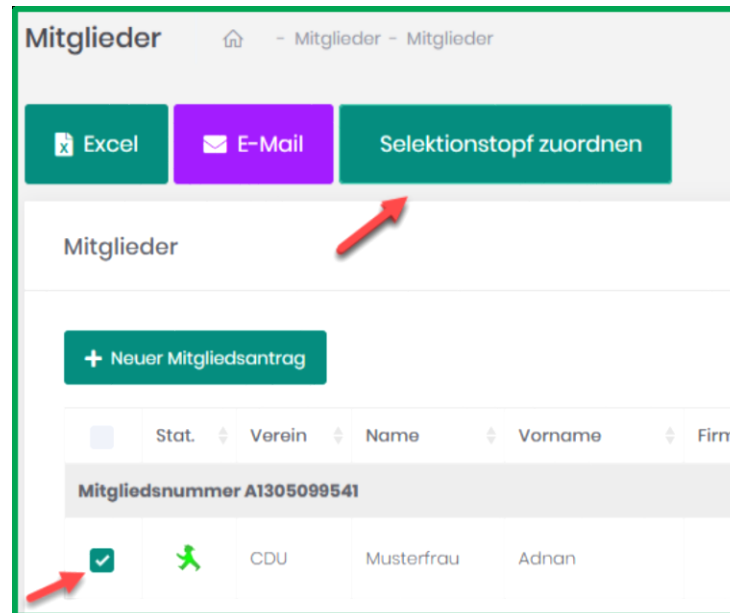 Mitglieder - Mitglieder - Mitglieder
Excel E-Mail Selektionstopf zuordnen
Mitglieder
+ Neuer Mitgliedsantrag
Stat. Verein Name Vorname
Mitgliedsnummer A1305099541
CDU Musterfrau Adnan